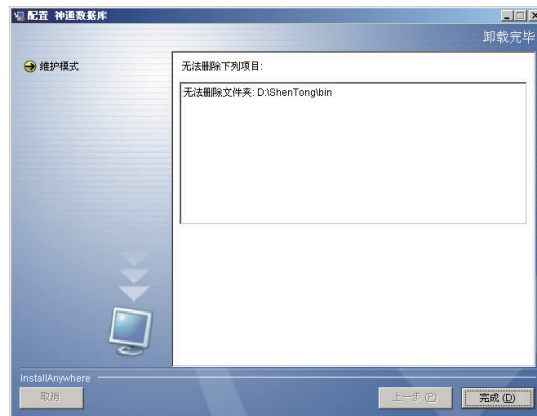 配置 神通数据库
卸载完毕
维护模式
无法删除下列项目:
无法删除文件夹: D:\ShenTong\bin
InstallAnywhere
取消
上一步 (P)
完成 (D)